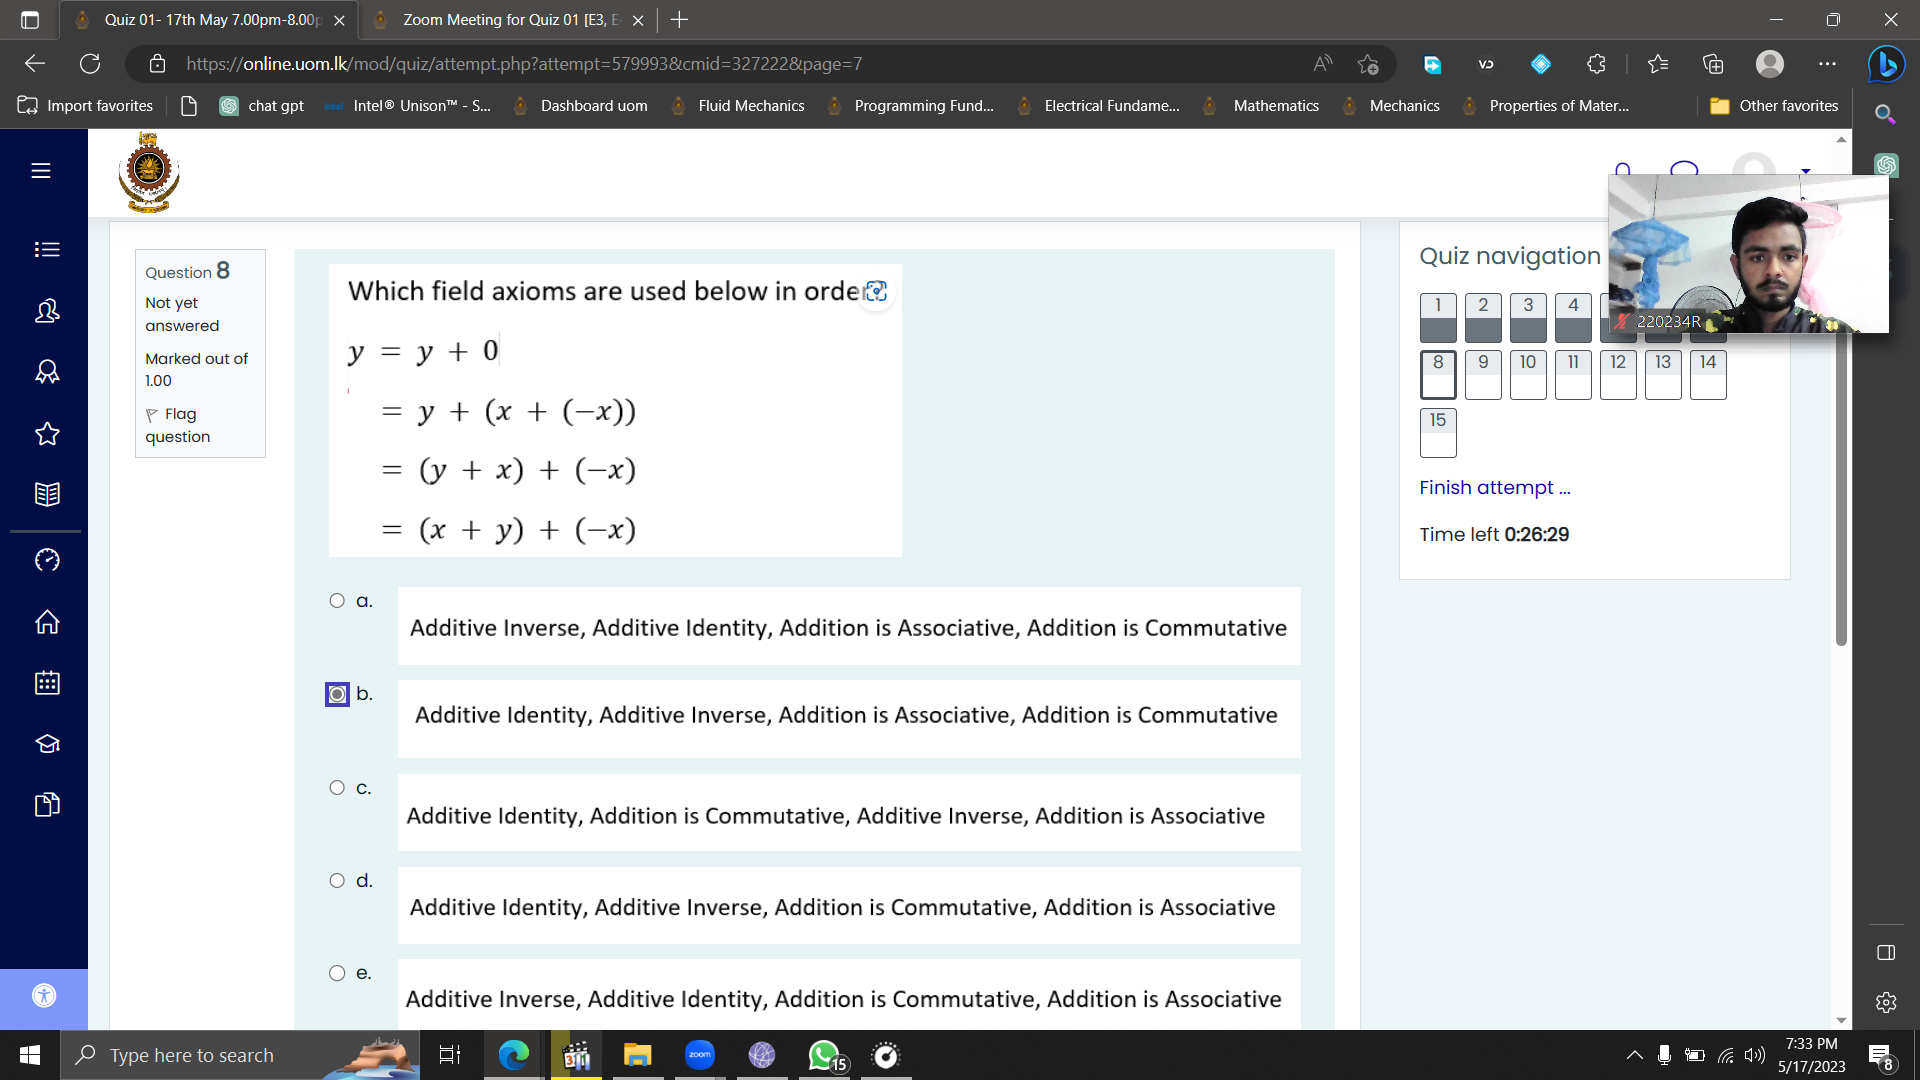 Quiz 01- 17th May 7.00pm-8.00p
Zoom Meeting for Quiz 01 [E3, E
https://online.uom.lk/mod/quiz/attempt.php?attempt=579993&cmid=327222&page=7
Import favorites
chat gpt
Intel® Unison™ - S...
Dashboard uom
Fluid Mechanics
Programming Fund...
Electrical Fundame...
Mathematics
Mechanics
Properties of Mater...
Other favorites
Question 8
Not yet
answered
Marked out of
1.00
Flag
question
Which field axioms are used below in order?
y = y + 0
= y + (x + (−x))
= (y + x) + (−x)
= (x + y) + (−x)
a.
Additive Inverse, Additive Identity, Addition is Associative, Addition is Commutative
b.
Additive Identity, Additive Inverse, Addition is Associative, Addition is Commutative
c.
Additive Identity, Addition is Commutative, Additive Inverse, Addition is Associative
d.
Additive Identity, Additive Inverse, Addition is Commutative, Addition is Associative
e.
Additive Inverse, Additive Identity, Addition is Commutative, Addition is Associative
Quiz navigation
220234R
1 2 3 4
8 9 10 11 12 13 14
15
Finish attempt ...
Time left 0:26:29
Type here to search
zoom
15
7:33 PM
5/17/2023
8